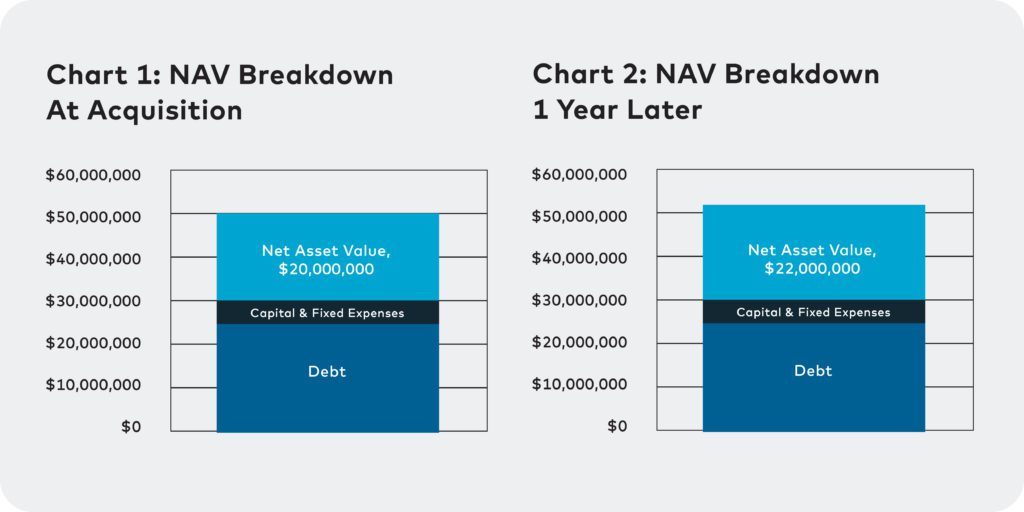 Chart 1: NAV Breakdown
At Acquisition
$60,000,000
$50,000,000
$40,000,000
$30,000,000
$20,000,000
$10,000,000
$0
Net Asset Value,
$20,000,000
Capital & Fixed Expenses
Debt
Chart 2: NAV Breakdown
1 Year Later
$60,000,000
$50,000,000
$40,000,000
$30,000,000
$20,000,000
$10,000,000
$0
Net Asset Value,
$22,000,000
Capital & Fixed Expenses
Debt